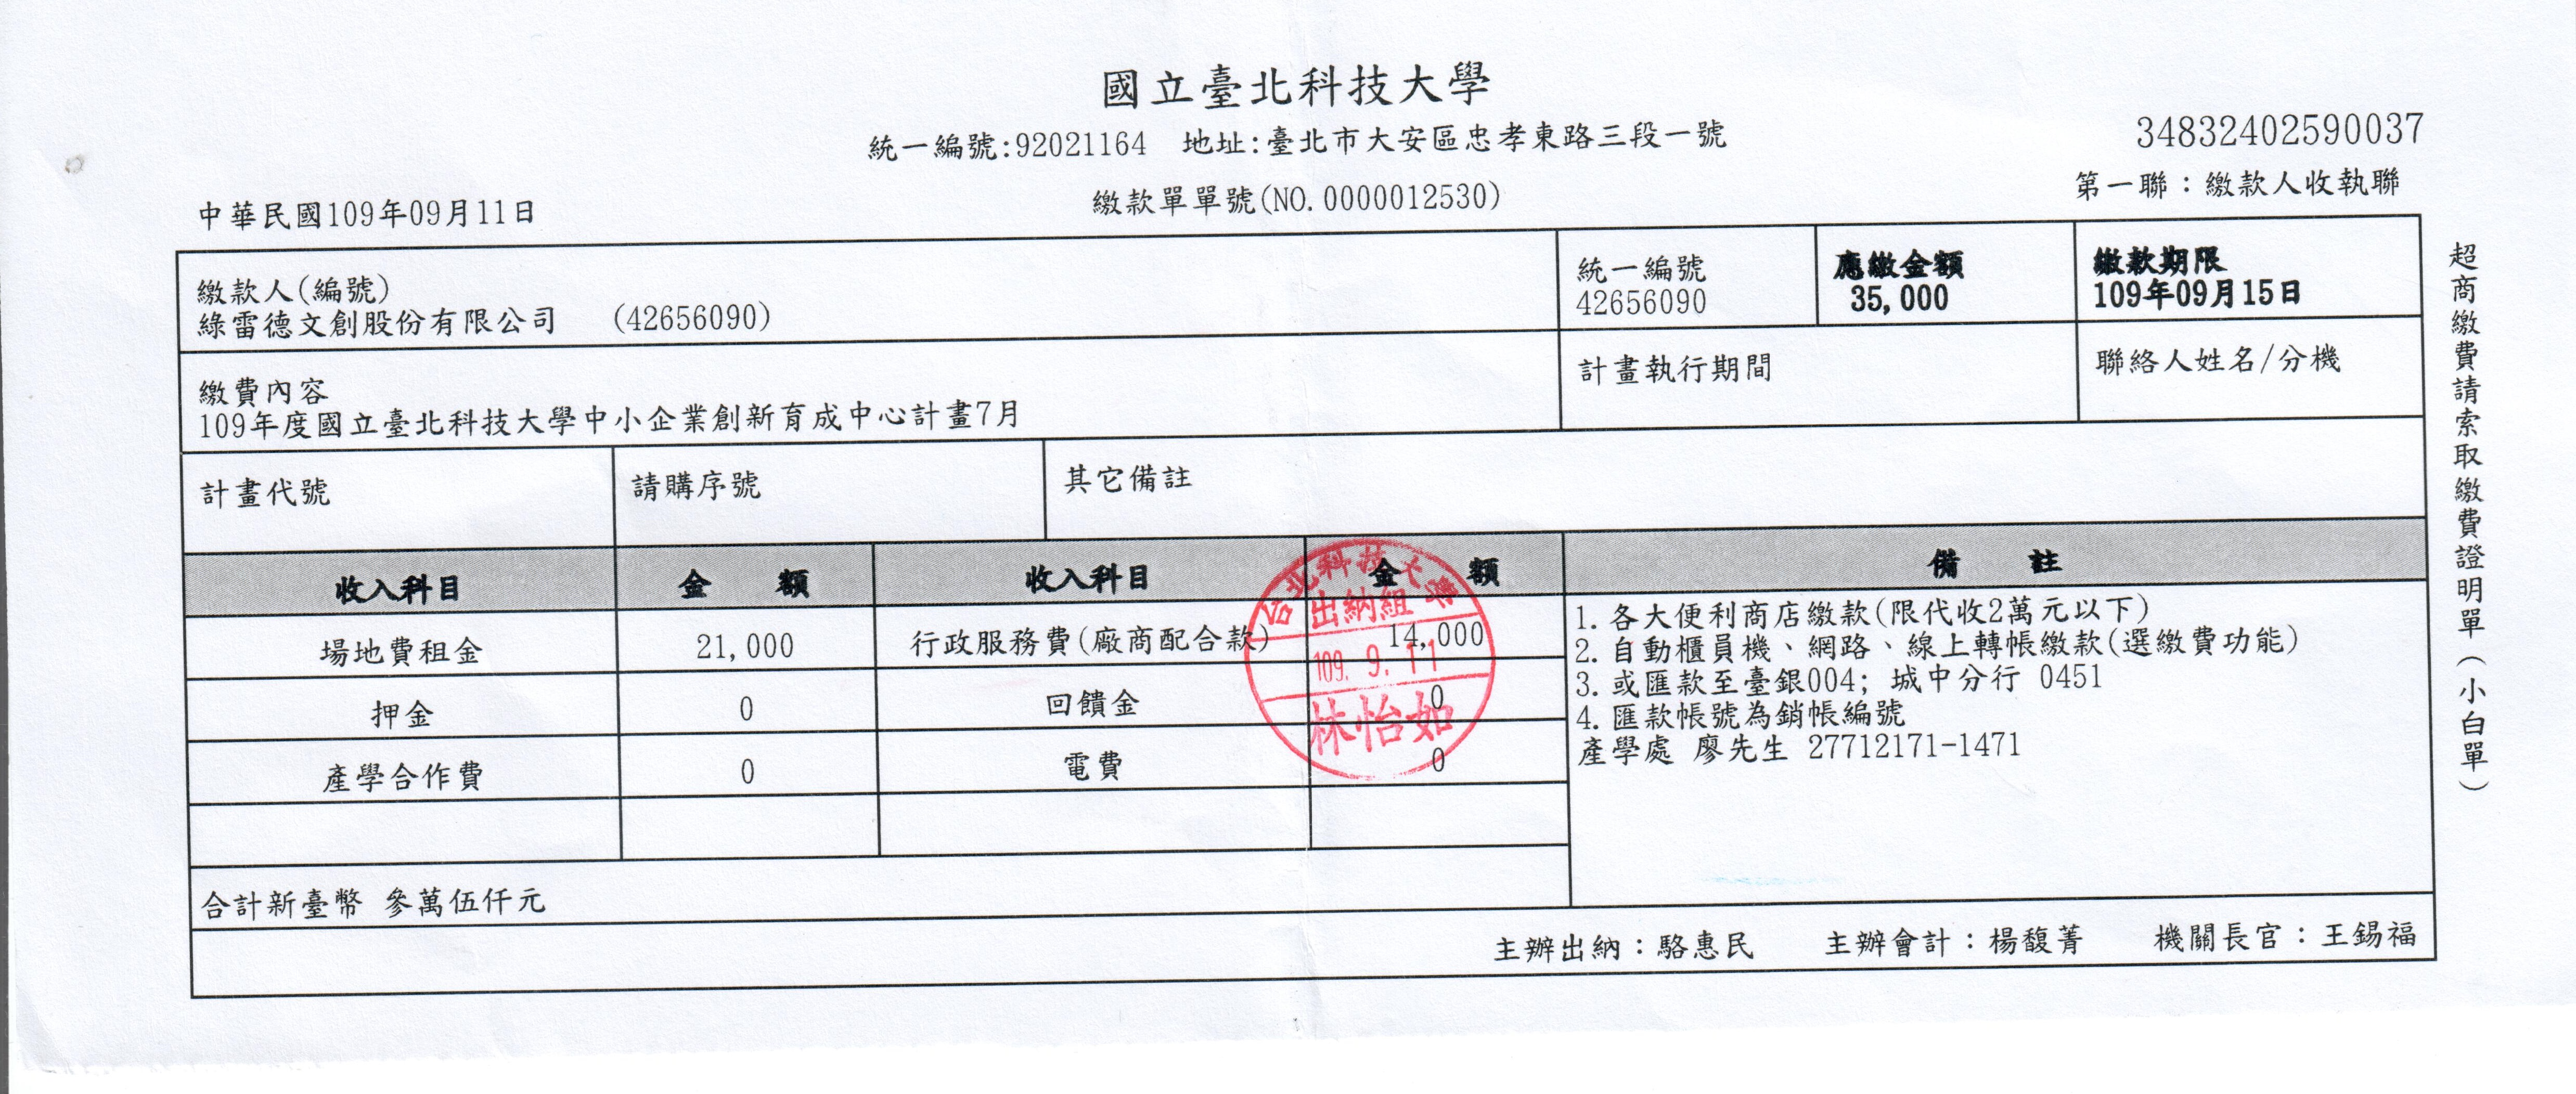 國立臺北科技大學
統一編號:92021164 地址:臺北市大安區忠孝東路三段一號
34832402590037
中華民國109年09月11日
繳款單單號(NO.0000012530)
第一聯：繳款人收執聯
繳款人(編號)
綠雷德文創股份有限公司 (42656090)
統一編號
42656090
應繳金額
35,000
繳款期限
109年09月15日
繳費內容
109年度國立臺北科技大學中小企業創新育成中心計畫7月
計畫執行期間
聯絡人姓名/分機
計畫代號
請購序號
其它備註
收入科目 金 額 收入科目 金 額 備 註
場地費租金 21,000 行政服務費(廠商配合款) 14,000
押金 0 回饋金 0
產學合作費 0 電費 0
1. 各大便利商店繳款(限代收2萬元以下)
2. 自動櫃員機、網路、線上轉帳繳款(選繳費功能)
3. 或匯款至臺銀004; 城中分行 0451
4. 匯款帳號為銷帳編號
產學處 廖先生 27712171-1471
台北科技大學
出納組
109. 9. 11
林怡如
合計新臺幣 參萬伍仟元
主辦出納：駱惠民 主辦會計：楊馥菁 機關長官：王錫福
超商繳費請索取繳費證明單(小白單)